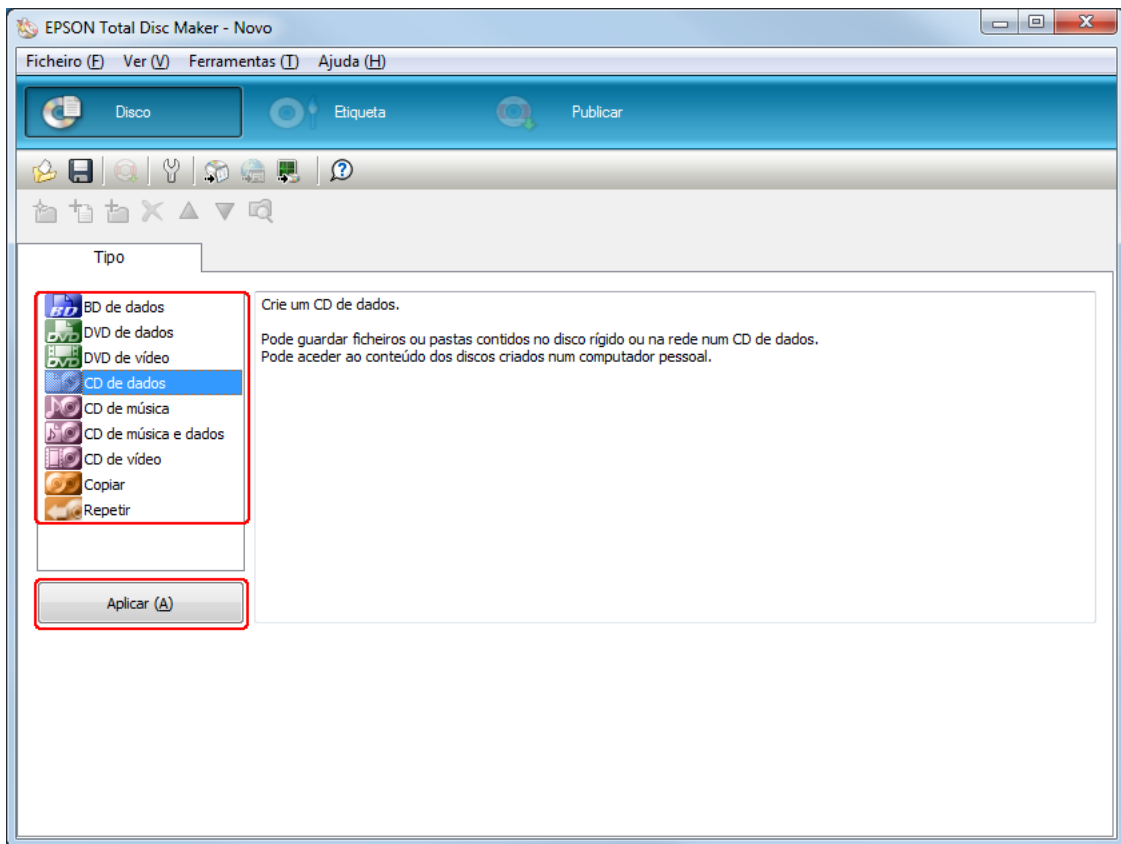 EPSON Total Disc Maker - Novo
Ficheiro (F) Ver (V) Ferramentas (T) Ajuda (H)
Disco Etiqueta Publicar
Tipo
BD de dados
DVD de dados
DVD de vídeo
CD de dados
CD de música
CD de música e dados
CD de vídeo
Copiar
Repetir
Aplicar (A)
Crie um CD de dados.
Pode guardar ficheiros ou pastas contidos no disco rígido ou na rede num CD de dados.
Pode aceder ao conteúdo dos discos criados num computador pessoal.